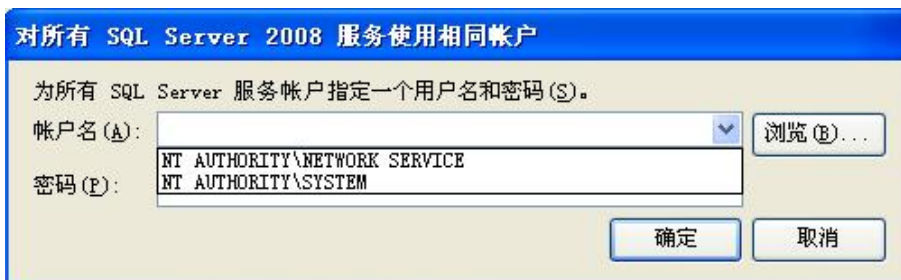 对所有 SQL Server 2008 服务使用相同帐户
为所有 SQL Server 服务帐户指定一个用户名和密码(S)。
帐户名(A):
浏览(B)...
NT AUTHORITY\NETWORK SERVICE
NT AUTHORITY\SYSTEM
密码(P):
确定
取消